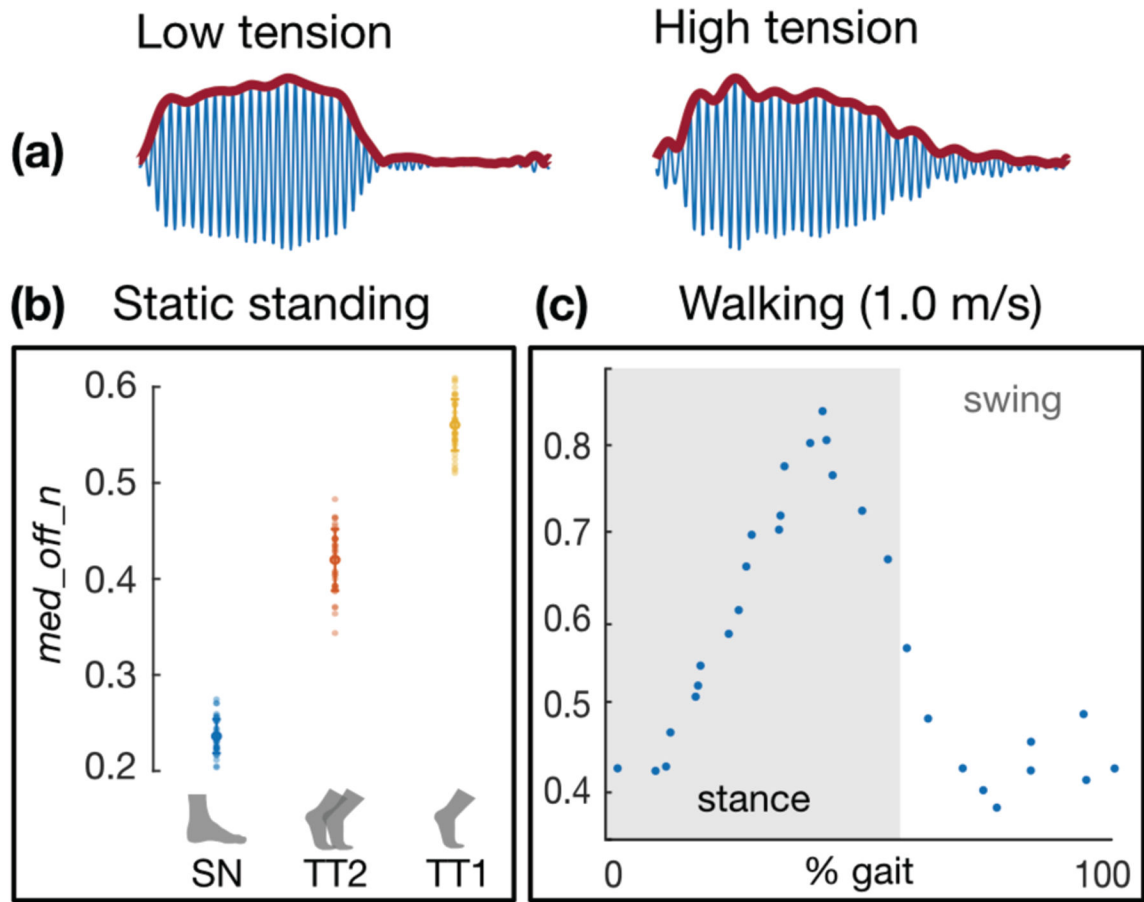 Low tension
High tension
(a)
(b) Static standing
(c) Walking (1.0 m/s)
0.6
0.5
0.4
0.3
0.2
med_off_n
SN
TT2
TT1
swing
0.8
0.7
0.6
0.5
0.4
stance
0
% gait
100